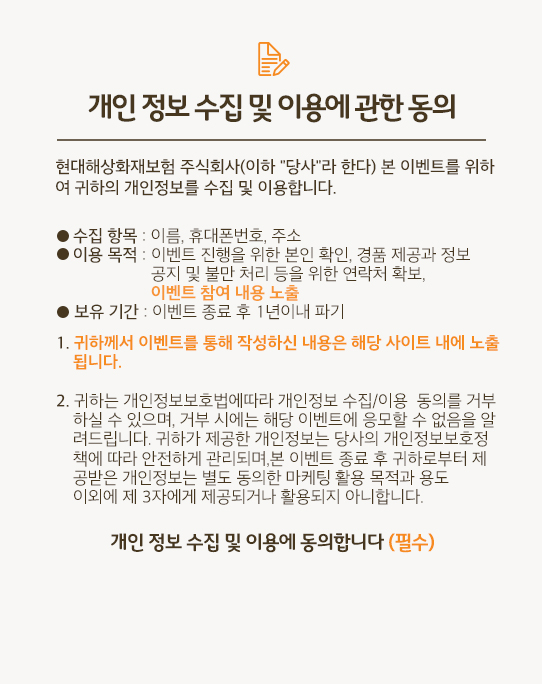 개인 정보 수집 및 이용에 관한 동의
현대해상화재보험 주식회사(이하 "당사"라 한다) 본 이벤트를 위하
여 귀하의 개인정보를 수집 및 이용합니다.
● 수집 항목 : 이름, 휴대폰번호, 주소
● 이용 목적 : 이벤트 진행을 위한 본인 확인, 경품 제공과 정보
공지 및 불만 처리 등을 위한 연락처 확보,
이벤트 참여 내용 노출
● 보유 기간 : 이벤트 종료 후 1년이내 파기
1. 귀하께서 이벤트를 통해 작성하신 내용은 해당 사이트 내에 노출
됩니다.
2. 귀하는 개인정보보호법에따라 개인정보 수집/이용 동의를 거부
하실 수 있으며, 거부 시에는 해당 이벤트에 응모할 수 없음을 알
려드립니다. 귀하가 제공한 개인정보는 당사의 개인정보보호정
책에 따라 안전하게 관리되며,본 이벤트 종료 후 귀하로부터 제
공받은 개인정보는 별도 동의한 마케팅 활용 목적과 용도
이외에 제 3자에게 제공되거나 활용되지 아니합니다.
개인 정보 수집 및 이용에 동의합니다 (필수)